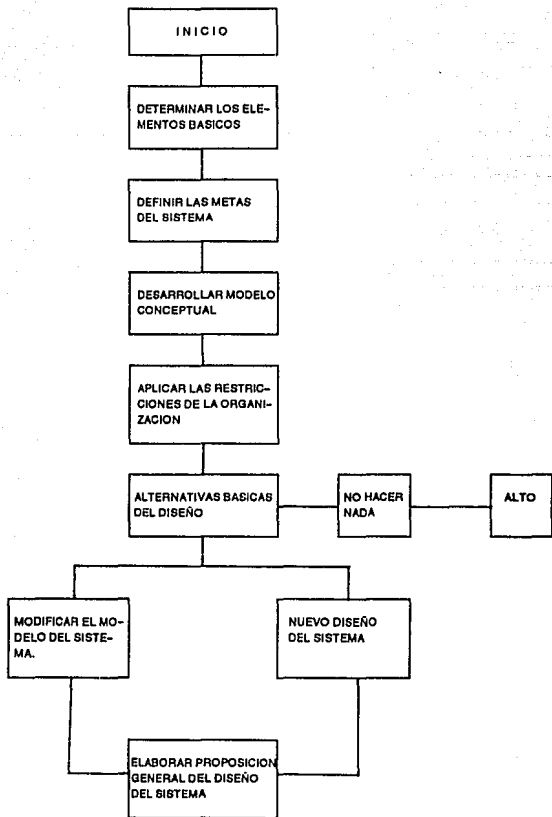 INICIO
DETERMINAR LOS ELE-
MENTOS BASICOS
DEFINIR LAS METAS
DEL SISTEMA
DESARROLLAR MODELO
CONCEPTUAL
APLICAR LAS RESTRIC-
CIONES DE LA ORGANI-
ZACION
ALTERNATIVAS BASICAS
DEL DISEÑO
NO HACER
NADA
ALTO
MODIFICAR EL MO-
DELO DEL SISTE-
MA.
NUEVO DISEÑO
DEL SISTEMA
ELABORAR PROPOSICION
GENERAL DEL DISEÑO
DEL SISTEMA